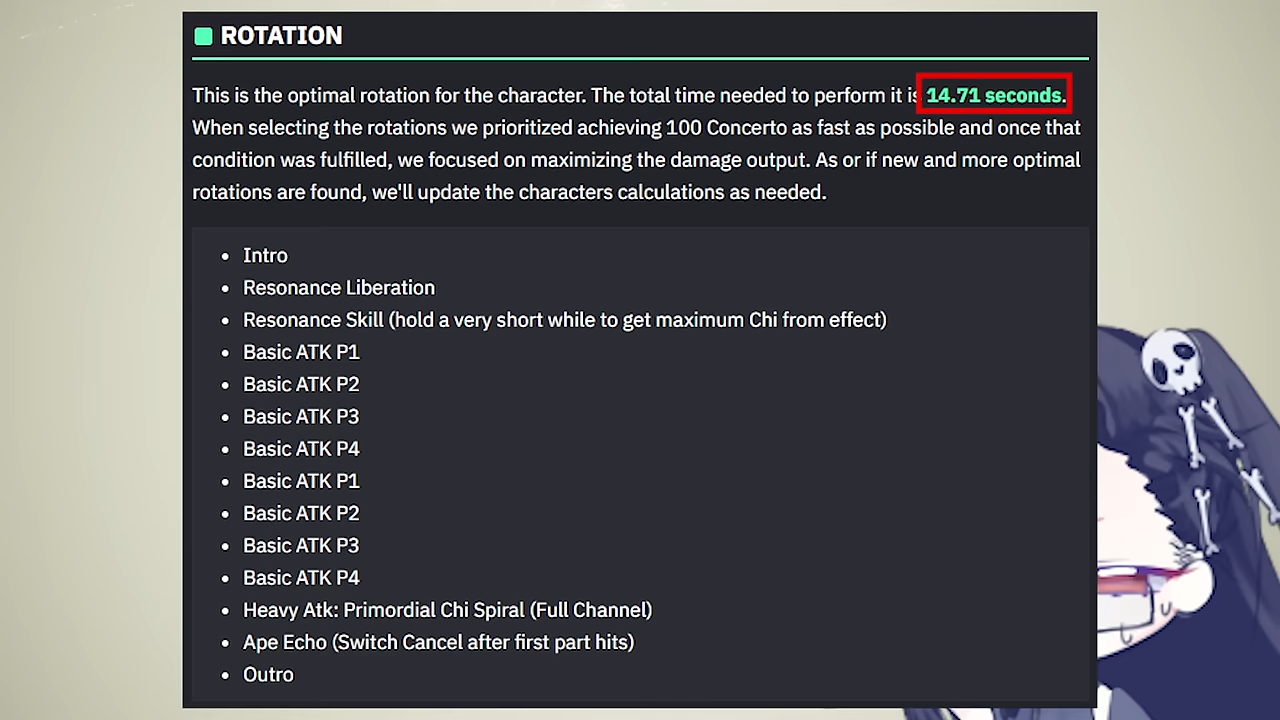 ROTATION
This is the optimal rotation for the character. The total time needed to perform it is 14.71 seconds.
When selecting the rotations we prioritized achieving 100 Concerto as fast as possible and once that
condition was fulfilled, we focused on maximizing the damage output. As or if new and more optimal
rotations are found, we'll update the characters calculations as needed.
• Intro
• Resonance Liberation
• Resonance Skill (hold a very short while to get maximum Chi from effect)
• Basic ATK P1
• Basic ATK P2
• Basic ATK P3
• Basic ATK P4
• Basic ATK P1
• Basic ATK P2
• Basic ATK P3
• Basic ATK P4
• Heavy Atk: Primordial Chi Spiral (Full Channel)
• Ape Echo (Switch Cancel after first part hits)
• Outro